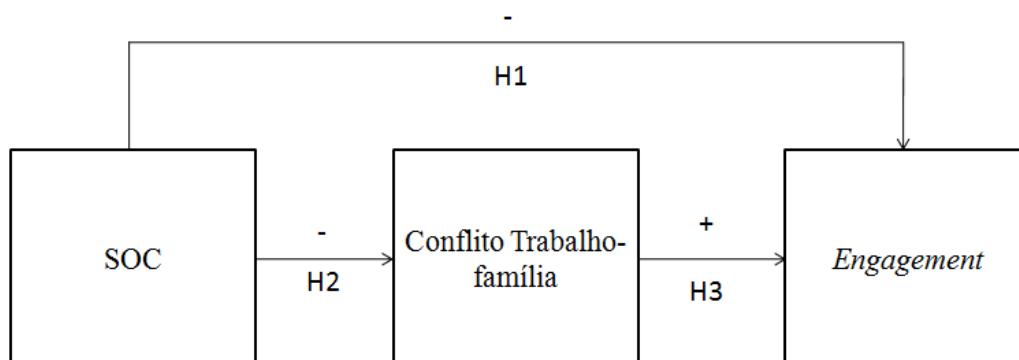 -
H1
SOC
-
H2
Conflito Trabalho-
família
+
H3
Engagement